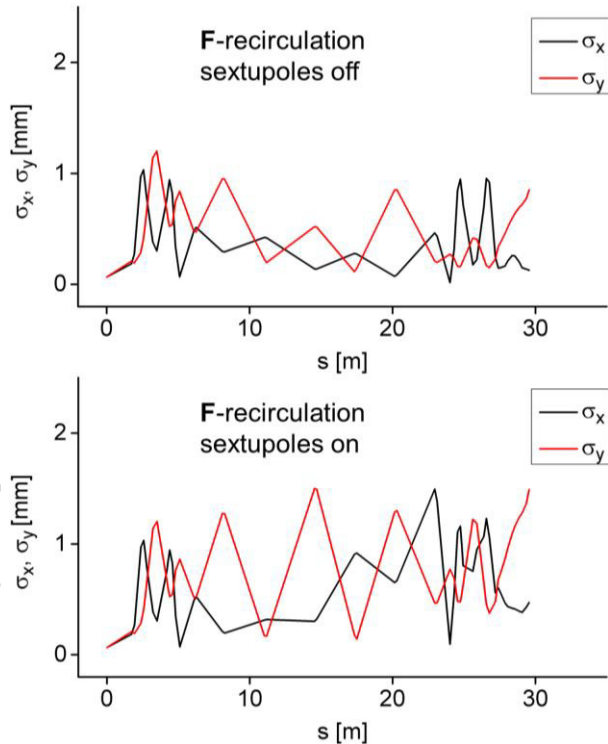 F-recirculation
sextupoles off
σx
σy
σx, σy [mm]
2
1
0
0
10
20
30
s [m]
F-recirculation
sextupoles on
σx
σy
σx, σy [mm]
2
1
0
0
10
20
30
s [m]